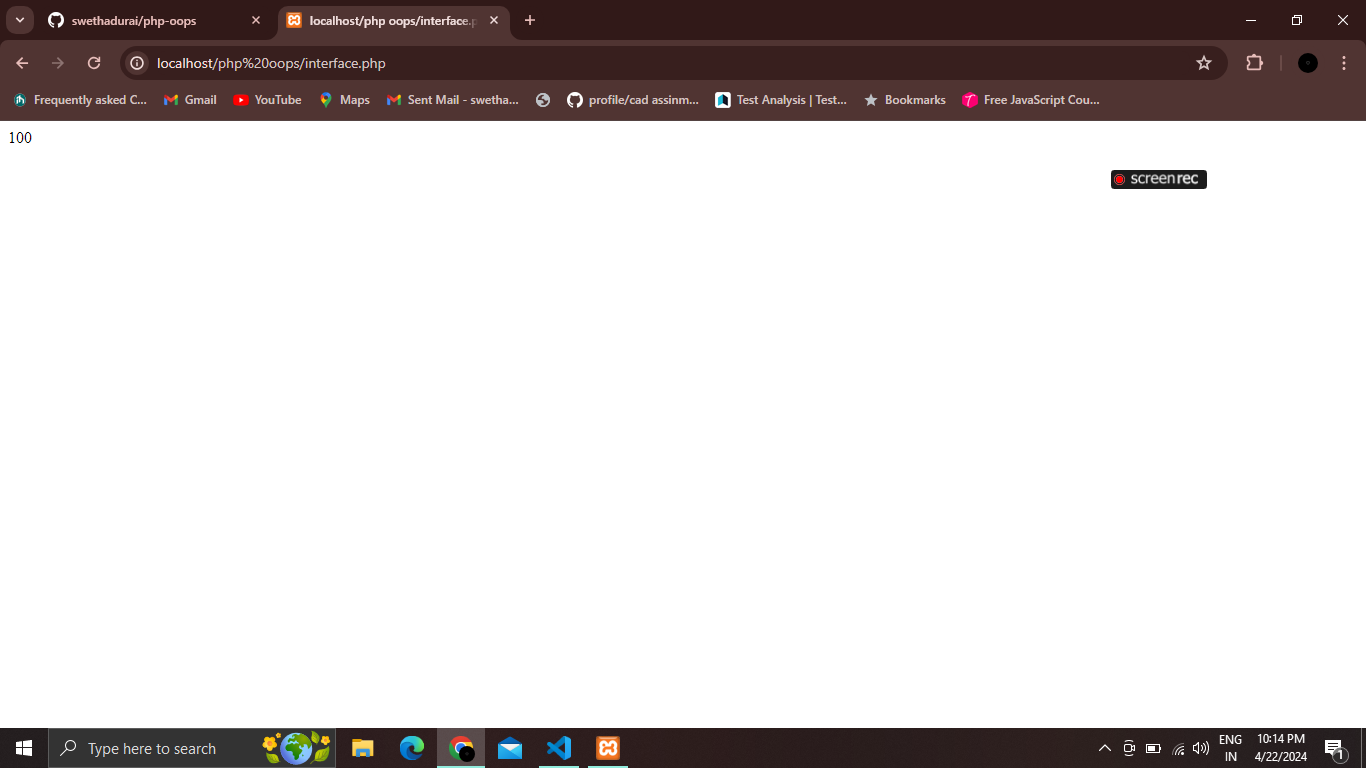 swethadurai/php-oops
localhost/php oops/interface.p
localhost/php%20oops/interface.php
Frequently asked C...
Gmail
YouTube
Maps
Sent Mail - swetha...
profile/cad assinm...
Test Analysis | Test...
Bookmarks
Free JavaScript Cou...
100
screenrec
Type here to search
ENG
IN
10:14 PM
4/22/2024
1